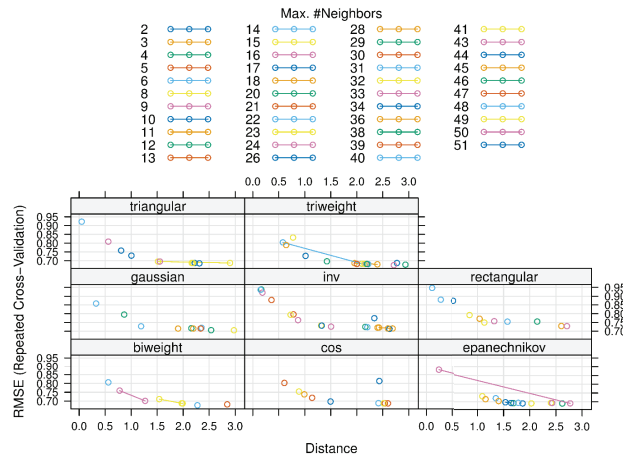 Max. #Neighbors
2 14 28 41
3 15 29 43
4 16 30 44
5 17 31 45
6 18 32 46
8 20 33 47
9 21 34 48
10 22 36 49
11 23 38 50
12 24 39 51
13 26 40
0.0 0.5 1.0 1.5 2.0 2.5 3.0
triangular triweight
0.95
0.90
0.85
0.80
0.75
0.70
gaussian inv rectangular
0.95
0.90
0.85
0.80
0.75
0.70
biweight cos epanechnikov
0.95
0.90
0.85
0.80
0.75
0.70
0.0 0.5 1.0 1.5 2.0 2.5 3.0 0.0 0.5 1.0 1.5 2.0 2.5 3.0
Distance
RMSE (Repeated Cross−Validation)